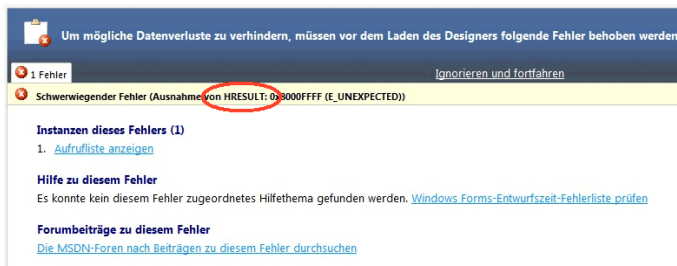 Um mögliche Datenverluste zu verhindern, müssen vor dem Laden des Designers folgende Fehler behoben werden
1 Fehler
Ignorieren und fortfahren
Schwerwiegender Fehler (Ausnahme von HRESULT: 0x8000FFFF (E_UNEXPECTED))
Instanzen dieses Fehlers (1)
1. Aufrufliste anzeigen
Hilfe zu diesem Fehler
Es konnte kein diesem Fehler zugeordnetes Hilfethema gefunden werden. Windows Forms-Entwurfszeit-Fehlerliste prüfen
Forumbeiträge zu diesem Fehler
Die MSDN-Foren nach Beiträgen zu diesem Fehler durchsuchen